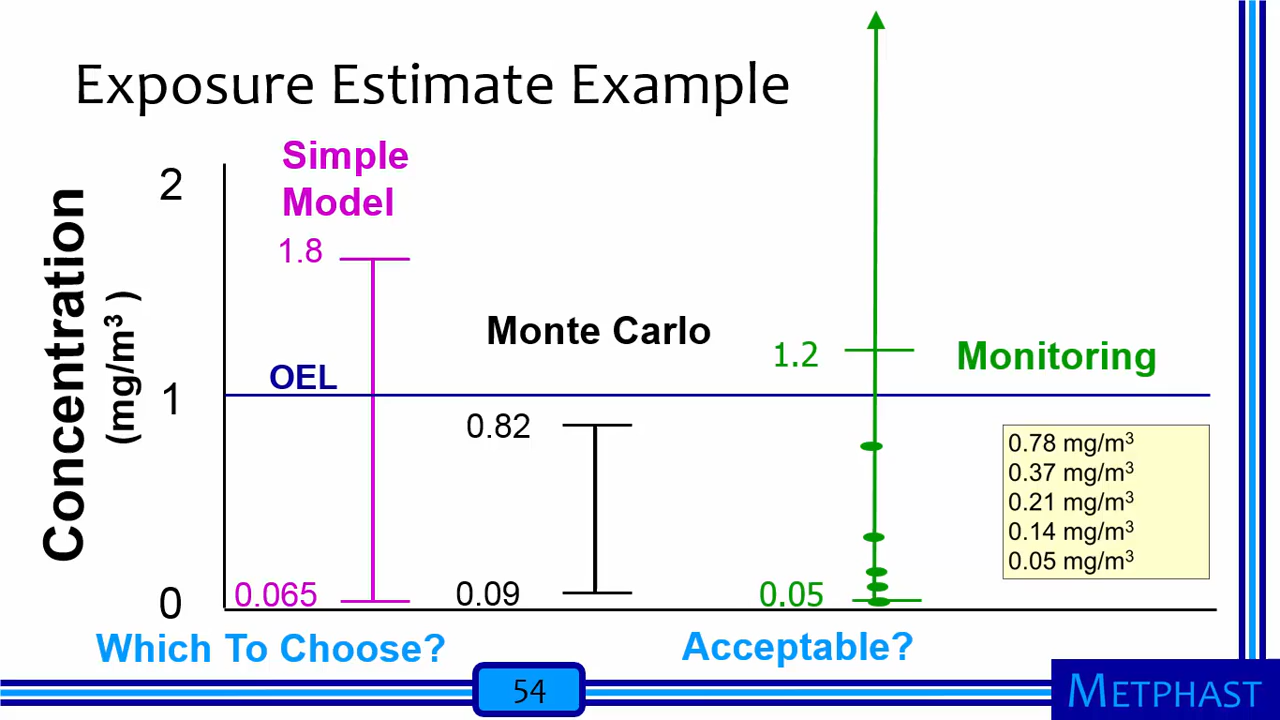 Exposure Estimate Example
Simple
Model
2
1.8
Concentration
(mg/m³ )
Monte Carlo
1.2
Monitoring
OEL
1
0.82
0.78 mg/m³
0.37 mg/m³
0.21 mg/m³
0.14 mg/m³
0.05 mg/m³
0
0.065
0.09
0.05
Which To Choose?
Acceptable?
54
METPHAST